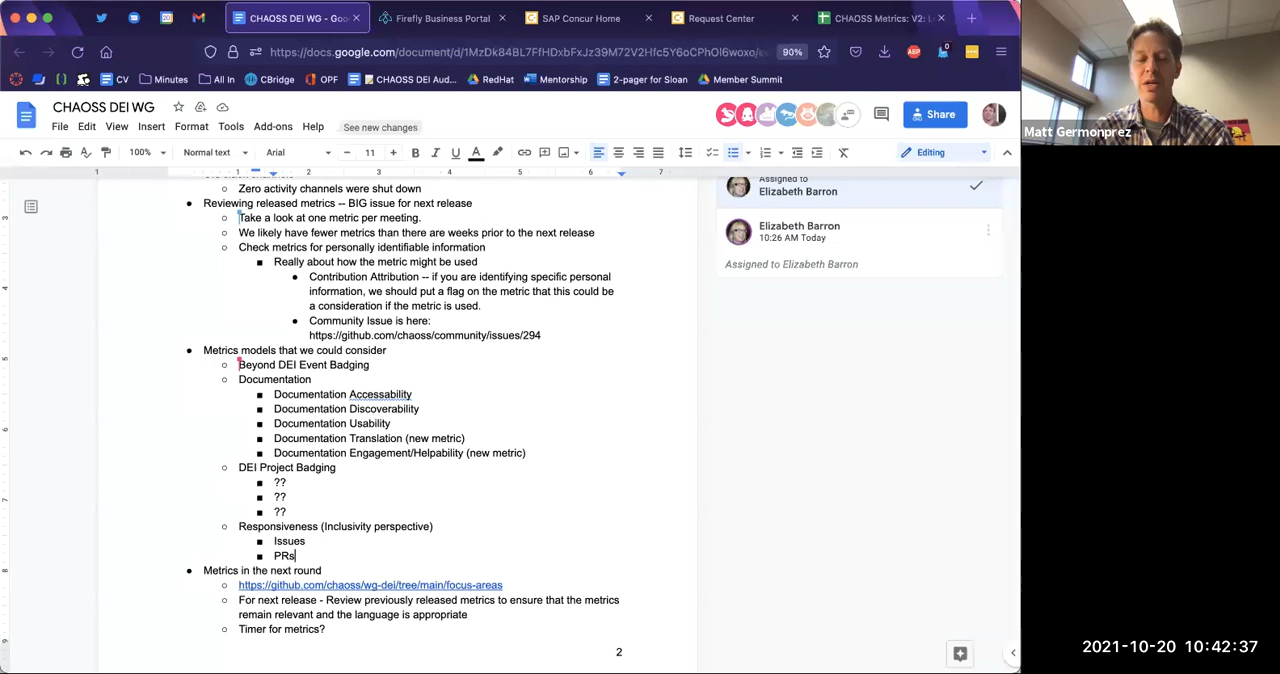 CHAOSS DEI WG - Goo
Firefly Business Portal
SAP Concur Home
Request Center
CHAOSS Metrics: V2: L
https://docs.google.com/document/d/1MzDk84BL7FfHDxbFxJz39M72V2Hfc5Y6oCPhOl6woxo/e
90%
CV
Minutes
All In
CBridge
OPF
CHAOSS DEI Aud...
RedHat
Mentorship
2-pager for Sloan
Member Summit
CHAOSS DEI WG
File Edit View Insert Format Tools Add-ons Help
See new changes
Share
100%
Normal text
Arial
11
Editing
Zero activity channels were shut down
Reviewing released metrics -- BIG issue for next release
Take a look at one metric per meeting.
We likely have fewer metrics than there are weeks prior to the next release
Check metrics for personally identifiable information
Really about how the metric might be used
Contribution Attribution -- if you are identifying specific personal
information, we should put a flag on the metric that this could be
a consideration if the metric is used.
Community Issue is here:
https://github.com/chaoss/community/issues/294
Metrics models that we could consider
Beyond DEI Event Badging
Documentation
Documentation Accessability
Documentation Discoverability
Documentation Usability
Documentation Translation (new metric)
Documentation Engagement/Helpability (new metric)
DEI Project Badging
??
??
??
Responsiveness (Inclusivity perspective)
Issues
PRs
Metrics in the next round
https://github.com/chaoss/wg-dei/tree/main/focus-areas
For next release - Review previously released metrics to ensure that the metrics
remain relevant and the language is appropriate
Timer for metrics?
2
Assigned to
Elizabeth Barron
Elizabeth Barron
10:26 AM Today
Assigned to Elizabeth Barron
Matt Germonprez
2021-10-20 10:42:37